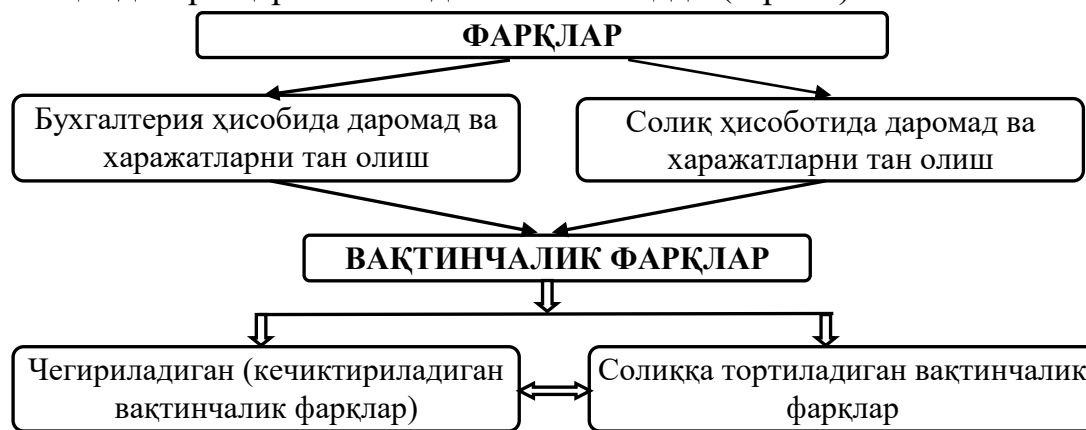 ФАРҚЛАР
Бухгалтерия ҳисобида даромад ва
харажатларни тан олиш
Солиқ ҳисоботида даромад ва
харажатларни тан олиш
ВАҚТИНЧАЛИК ФАРҚЛАР
Чегириладиган (кечиктириладиган
вақтинчалик фарқлар)
Солиққа тортиладиган вақтинчалик
фарқлар